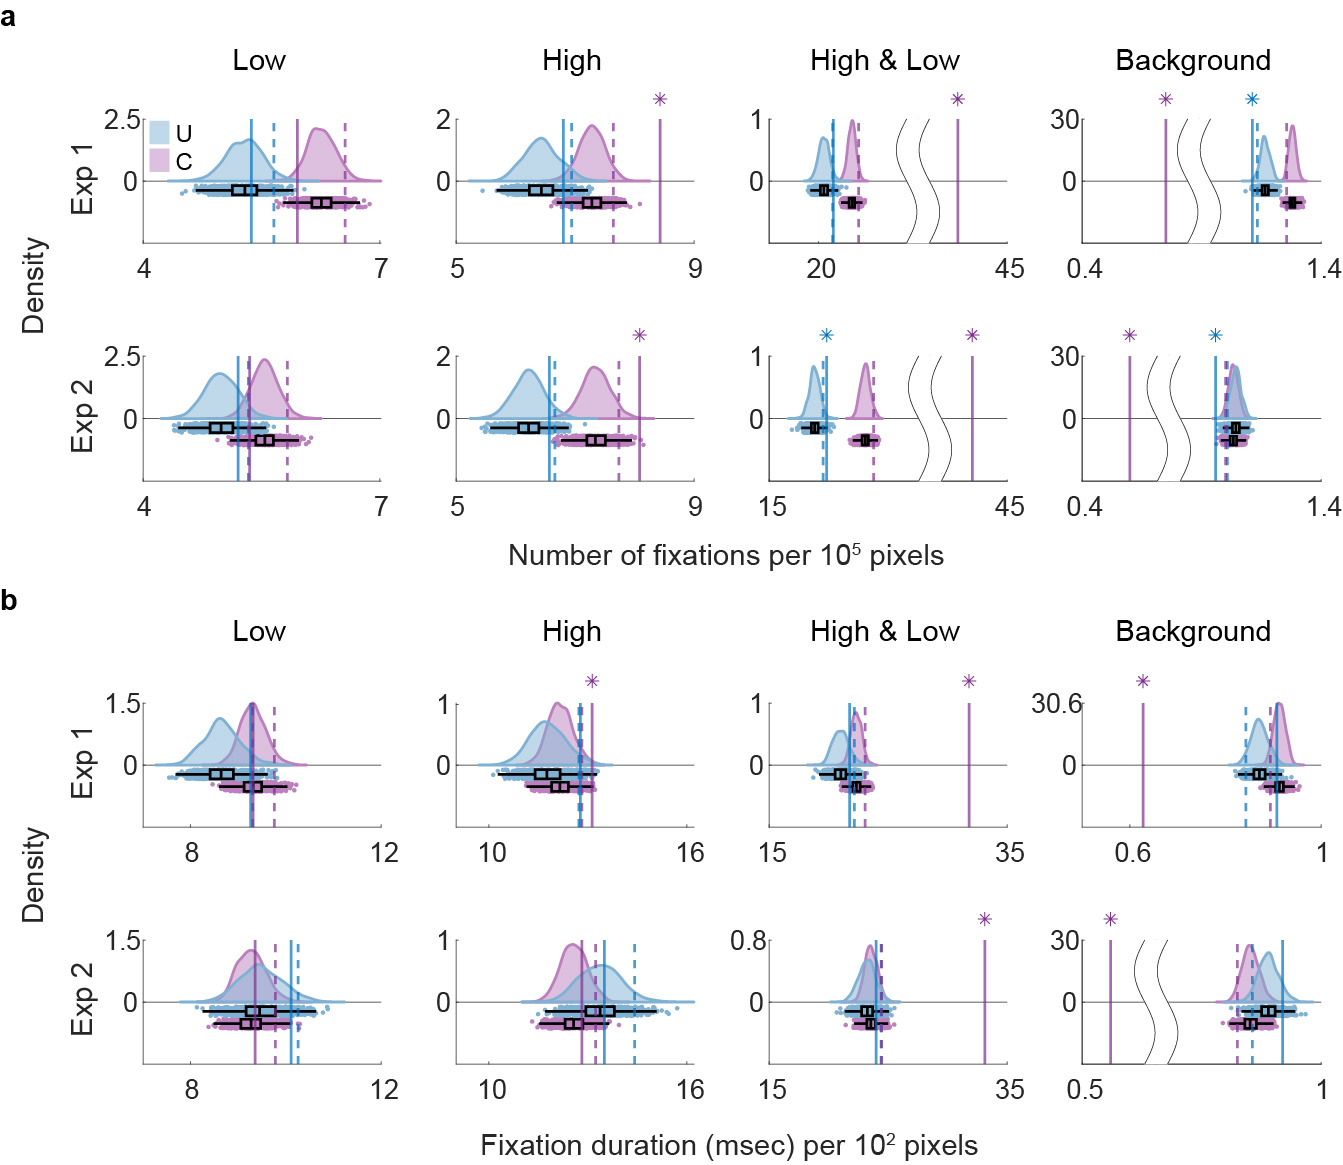 a
Low High High & Low Background
* * * *
2.5 2 1 30
U
C
Exp 1
0 0 0 0
4 7 5 9 20 45 0.4 1.4
Density
* * * *
2.5 2 1 30
Exp 2
0 0 0 0
4 7 5 9 15 45 0.4 1.4
Number of fixations per 10⁵ pixels
b
Low High High & Low Background
* * *
1.5 1 1 30.6
Exp 1
0 0 0 0
8 12 10 16 15 35 0.6 1
Density
* *
1.5 1 0.8 30
Exp 2
0 0 0 0
8 12 10 16 15 35 0.5 1
Fixation duration (msec) per 10² pixels